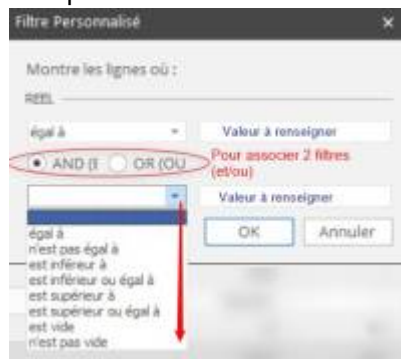 Filtre Personnalisé
Montre les lignes où :
REEL
égal à Valeur à renseigner
AND (E OR (OU Pour associer 2 filtres
(et/ou)
Valeur à renseigner
OK Annuler
égal à
n'est pas égal à
est inféreur à
est inférieur ou égal à
est supérieur à
est supérieur ou égal à
est vide
n'est pas vide